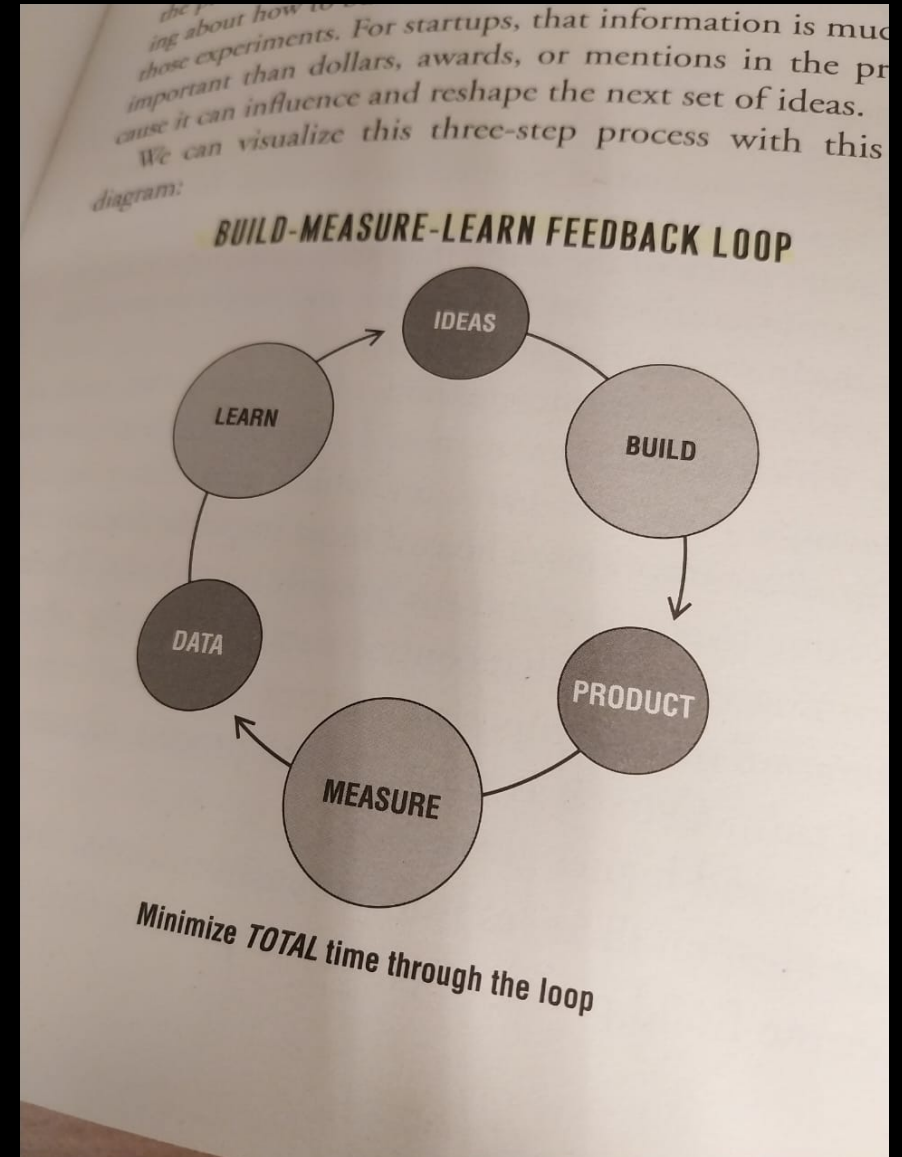 the
ing about how to
those experiments. For startups, that information is muc
important than dollars, awards, or mentions in the pr
cause it can influence and reshape the next set of ideas.
We can visualize this three-step process with this
diagram:
BUILD-MEASURE-LEARN FEEDBACK LOOP
IDEAS
BUILD
PRODUCT
MEASURE
DATA
LEARN
Minimize TOTAL time through the loop